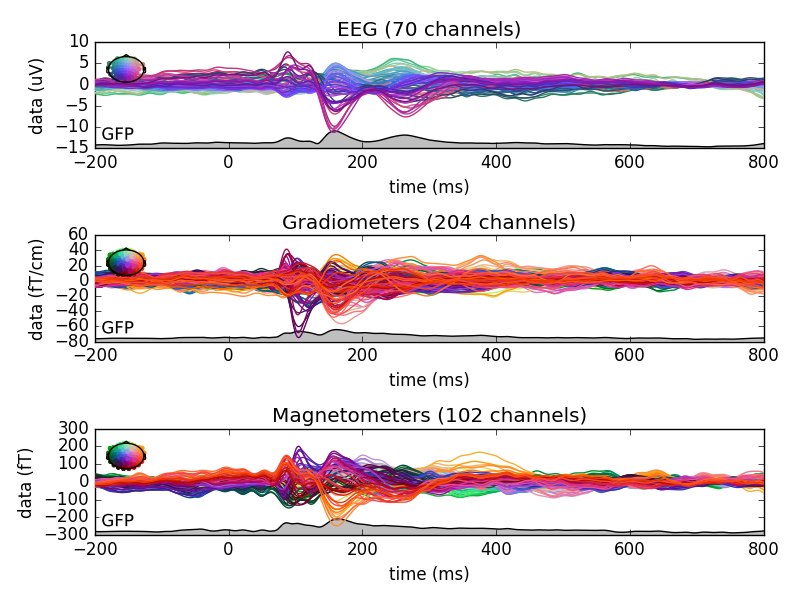 EEG (70 channels)
data (uV)
10
5
0
−5
−10
−15
GFP
−200 0 200 400 600 800
time (ms)
Gradiometers (204 channels)
data (fT/cm)
60
40
20
0
−20
−40
−60
−80
GFP
−200 0 200 400 600 800
time (ms)
Magnetometers (102 channels)
data (fT)
300
200
100
0
−100
−200
−300
GFP
−200 0 200 400 600 800
time (ms)